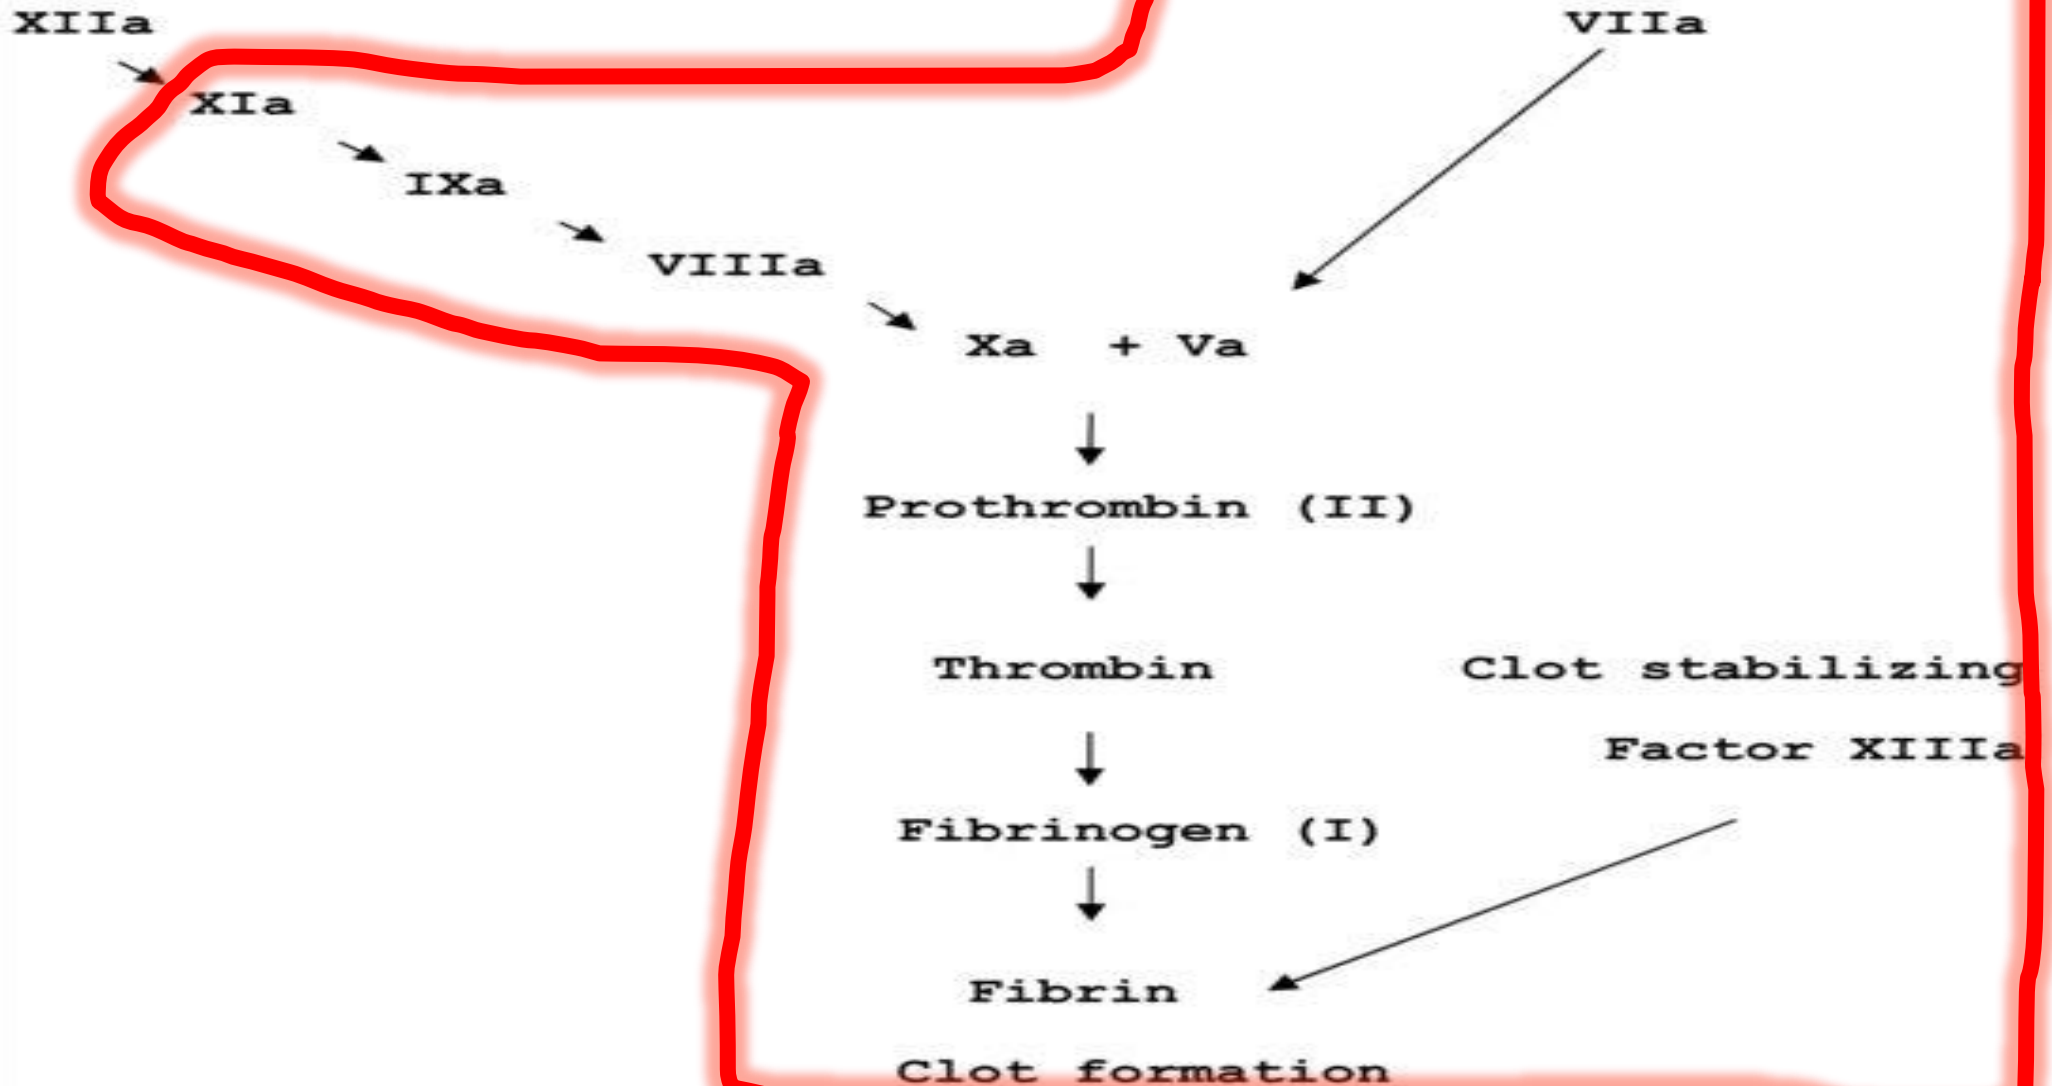 XIIa VIIa
XIa
IXa
VIIIa
Xa + Va
Prothrombin (II)
Thrombin Clot stabilizing
Factor XIIIa
Fibrinogen (I)
Fibrin
Clot formation